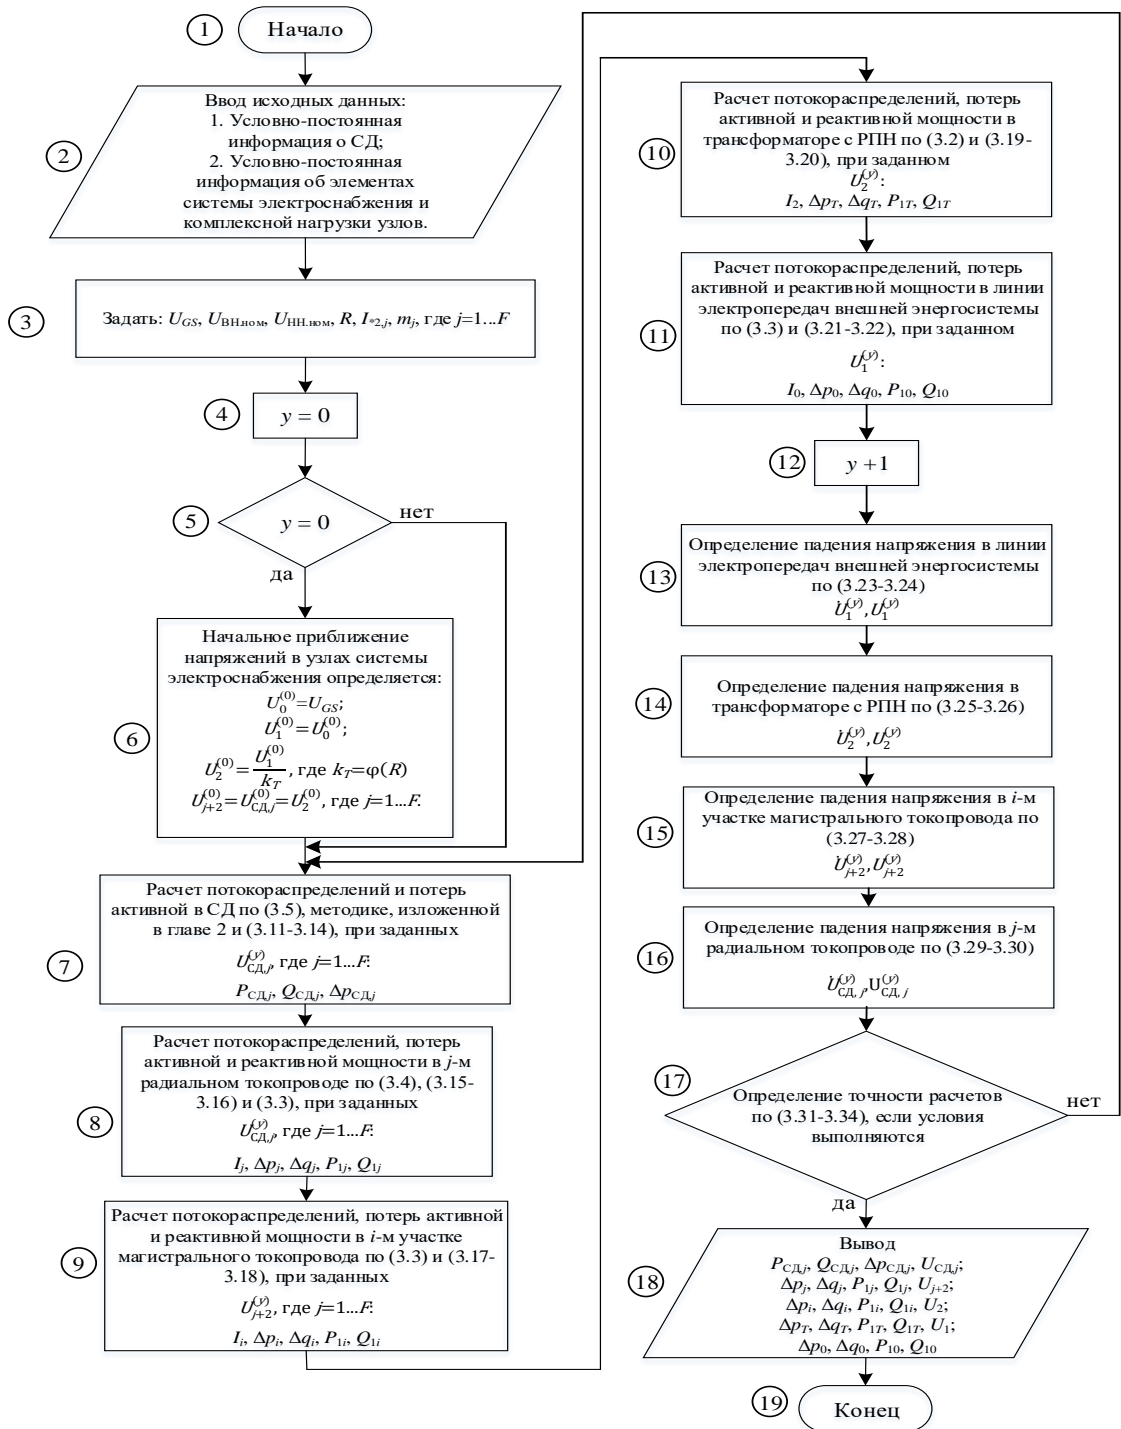 1
Начало
2
Ввод исходных данных:
1. Условно-постоянная
информация о СД;
2. Условно-постоянная
информация об элементах
системы электроснабжения и
комплексной нагрузки узлов.
3
Задать: U_GS, U_ВН.ном, U_НН.ном, R, I_*2,j, m_j, где j=1...F
4
y = 0
5
y = 0
нет
да
6
Начальное приближение
напряжений в узлах системы
электроснабжения определяется:
U_0^(0)=U_GS;
U_1^(0)=U_0^(0);
U_2^(0)=U_1^(0)/k_T, где k_T=φ(R)
U_j+2^(0)=U_СД,j^(0)=U_2^(0), где j=1...F.
7
Расчет потокораспределений и потерь
активной в СД по (3.5), методике, изложенной
в главе 2 и (3.11-3.14), при заданных
U_СД,j^(y), где j=1...F:
P_СД,j, Q_СД,j, Δp_СД,j
8
Расчет потокораспределений, потерь
активной и реактивной мощности в j-м
радиальном токопроводе по (3.4), (3.15-
3.16) и (3.3), при заданных
U_СД,j^(y), где j=1...F:
I_j, Δp_j, Δq_j, P_1j, Q_1j
9
Расчет потокораспределений, потерь активной
и реактивной мощности в i-м участке
магистрального токопровода по (3.3) и (3.17-
3.18), при заданных
U_j+2^(y), где j=1...F:
I_i, Δp_i, Δq_i, P_1i, Q_1i
10
Расчет потокораспределений, потерь
активной и реактивной мощности в
трансформаторе с РПН по (3.2) и (3.19-
3.20), при заданном
U_2^(y):
I_2, Δp_T, Δq_T, P_1T, Q_1T
11
Расчет потокораспределений, потерь
активной и реактивной мощности в линии
электропередач внешней энергосистемы
по (3.3) и (3.21-3.22), при заданном
U_1^(y):
I_0, Δp_0, Δq_0, P_10, Q_10
12
y +1
13
Определение падения напряжения в линии
электропередач внешней энергосистемы
по (3.23-3.24)
U̇_1^(y), U_1^(y)
14
Определение падения напряжения в
трансформаторе с РПН по (3.25-3.26)
U̇_2^(y), U_2^(y)
15
Определение падения напряжения в i-м
участке магистрального токопровода по
(3.27-3.28)
U̇_j+2^(y), U_j+2^(y)
16
Определение падения напряжения в j-м
радиальном токопроводе по (3.29-3.30)
U̇_СД,j^(y), U_СД,j^(y)
17
Определение точности расчетов
по (3.31-3.34), если условия
выполняются
нет
да
18
Вывод
P_СД,j, Q_СД,j, Δp_СД,j, U_СД,j;
Δp_j, Δq_j, P_1j, Q_1j, U_j+2;
Δp_i, Δq_i, P_1i, Q_1i, U_2;
Δp_T, Δq_T, P_1T, Q_1T, U_1;
Δp_0, Δq_0, P_10, Q_10
19
Конец